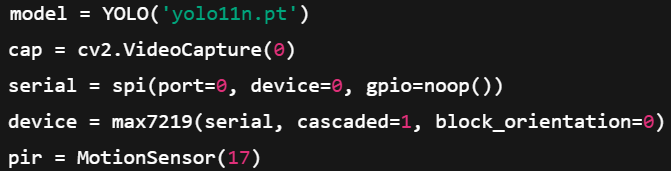 model = YOLO('yolo11n.pt')
cap = cv2.VideoCapture(0)
serial = spi(port=0, device=0, gpio=noop())
device = max7219(serial, cascaded=1, block_orientation=0)
pir = MotionSensor(17)